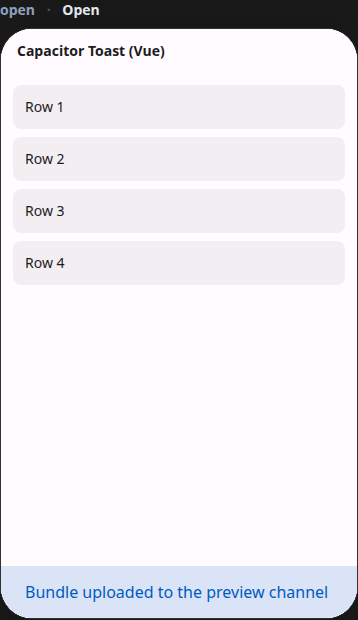 open · Open
Capacitor Toast (Vue)
Row 1
Row 2
Row 3
Row 4
Bundle uploaded to the preview channel